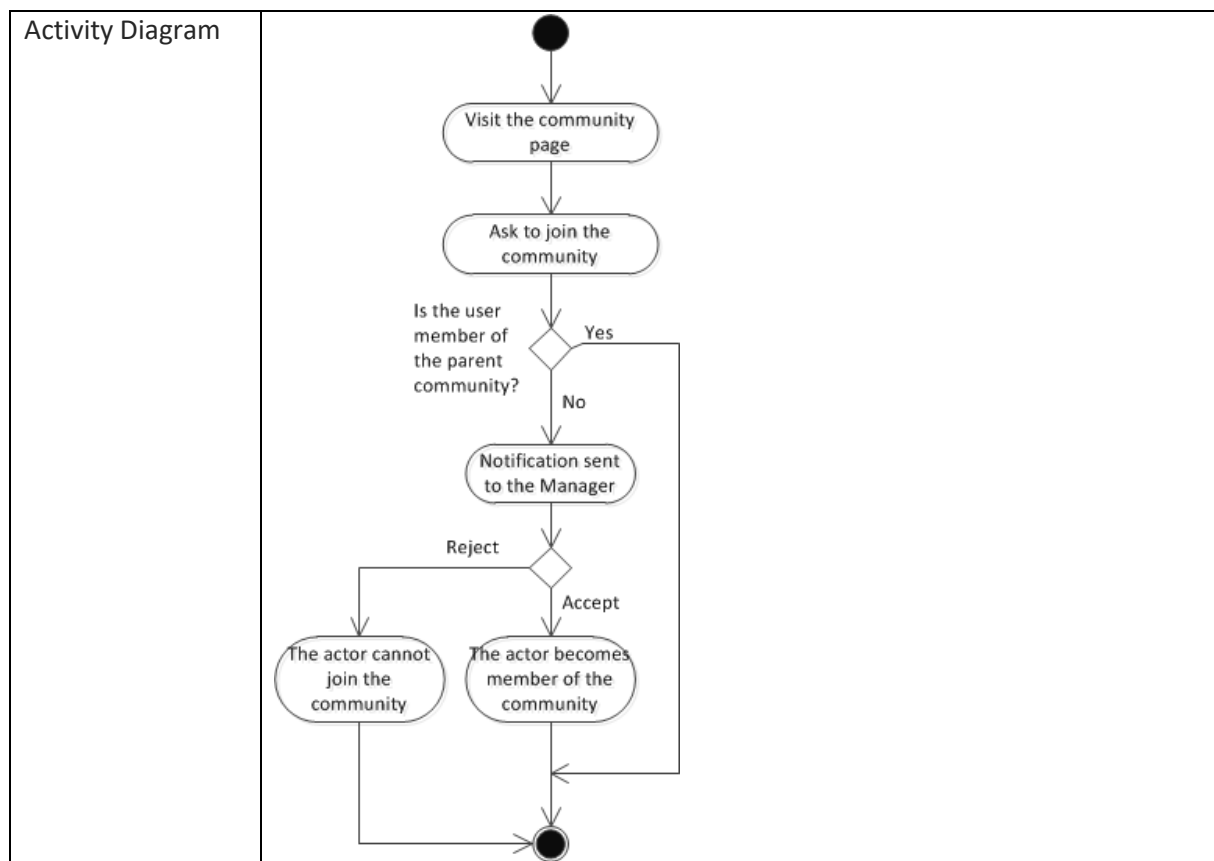 Activity Diagram
Visit the community
page
Ask to join the
community
Is the user
member of
the parent
community?
Yes
No
Notification sent
to the Manager
Reject
Accept
The actor cannot
join the
community
The actor becomes
member of the
community